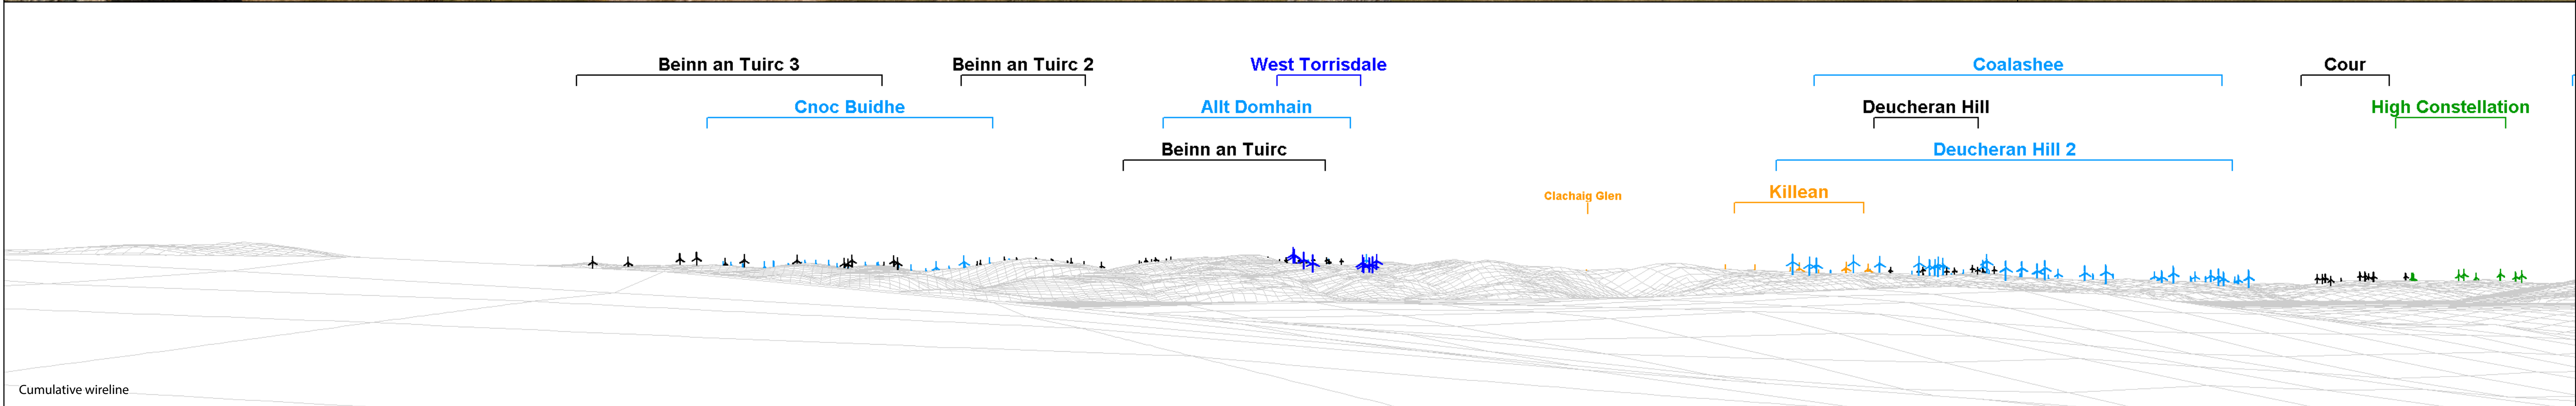 Beinn an Tuirc 3
Beinn an Tuirc 2
West Torrisdale
Coalashee
Cour
Cnoc Buidhe
Allt Domhain
Deucheran Hill
High Constellation
Beinn an Tuirc
Deucheran Hill 2
Clachaig Glen
Killean
Cumulative wireline